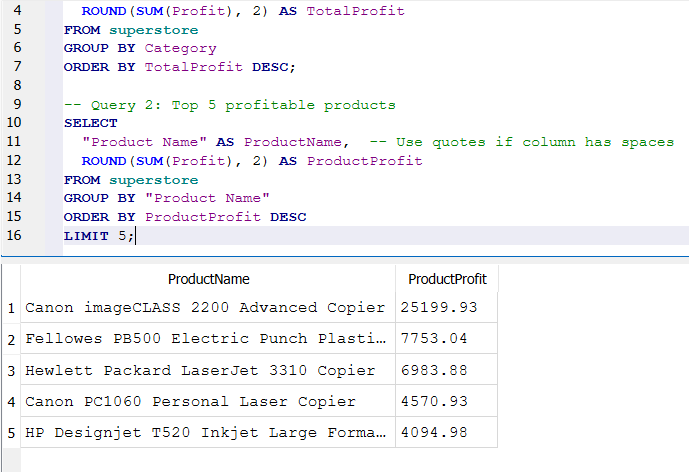 4 ROUND(SUM(Profit), 2) AS TotalProfit
5 FROM superstore
6 GROUP BY Category
7 ORDER BY TotalProfit DESC;
8
9 -- Query 2: Top 5 profitable products
10 SELECT
11 "Product Name" AS ProductName, -- Use quotes if column has spaces
12 ROUND(SUM(Profit), 2) AS ProductProfit
13 FROM superstore
14 GROUP BY "Product Name"
15 ORDER BY ProductProfit DESC
16 LIMIT 5;
ProductName ProductProfit
1 Canon imageCLASS 2200 Advanced Copier 25199.93
2 Fellowes PB500 Electric Punch Plasti... 7753.04
3 Hewlett Packard LaserJet 3310 Copier 6983.88
4 Canon PC1060 Personal Laser Copier 4570.93
5 HP Designjet T520 Inkjet Large Forma... 4094.98